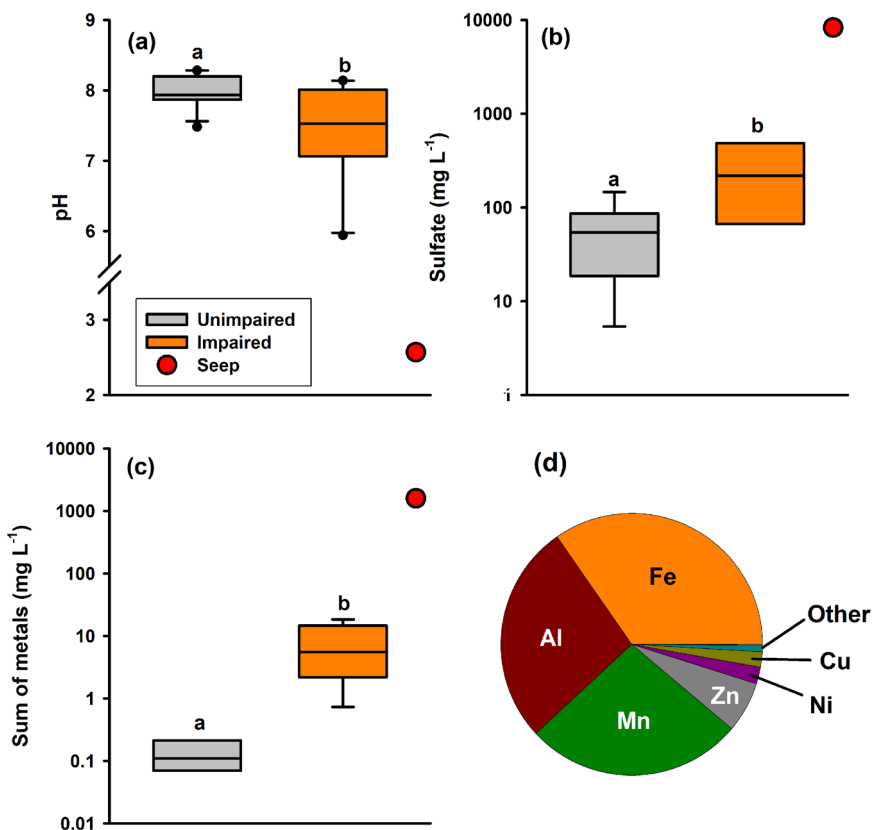 (a)
pH
9
8
7
6
3
2
a
b
Unimpaired
Impaired
Seep
(b)
Sulfate (mg L⁻¹)
10000
1000
100
10
1
a
b
(c)
Sum of metals (mg L⁻¹)
10000
1000
100
10
1
0.1
0.01
a
b
(d)
Fe
Al
Mn
Zn
Other
Cu
Ni